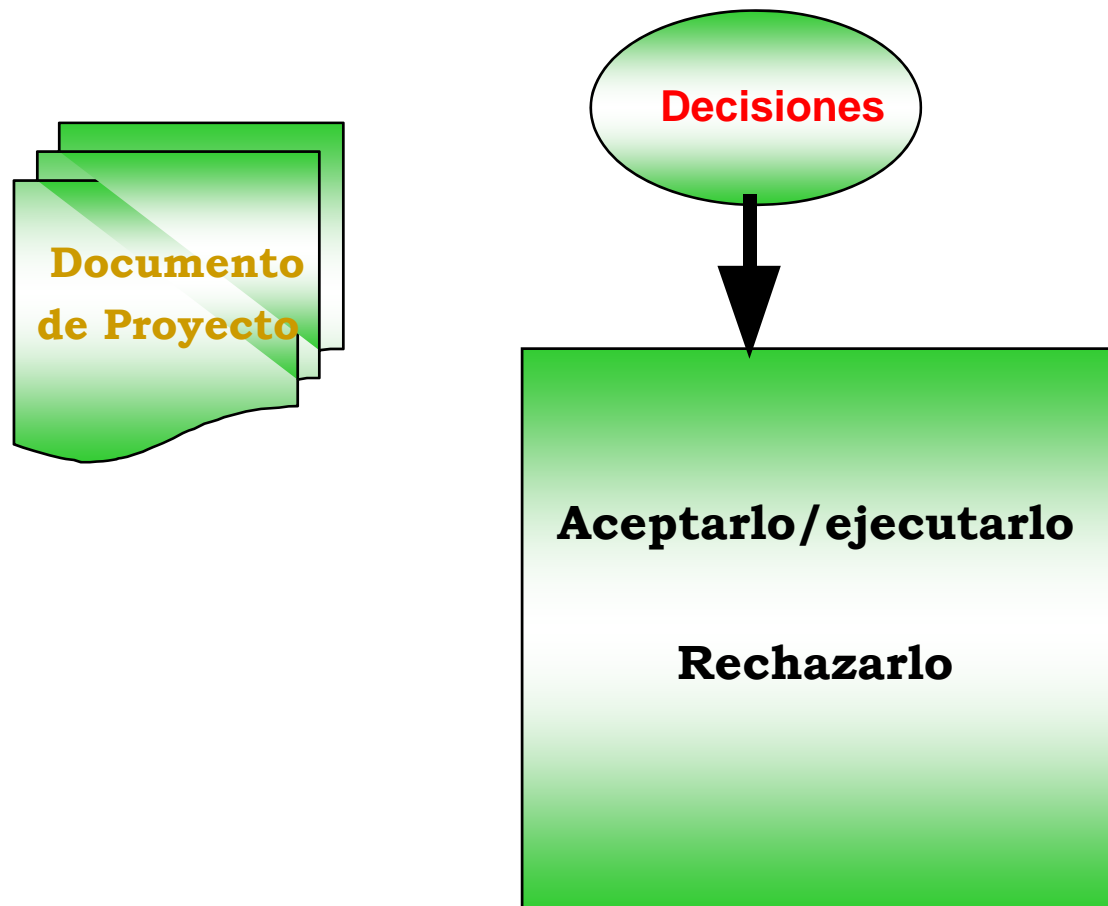 Decisiones
Documento
de Proyecto
Aceptarlo/ejecutarlo
Rechazarlo